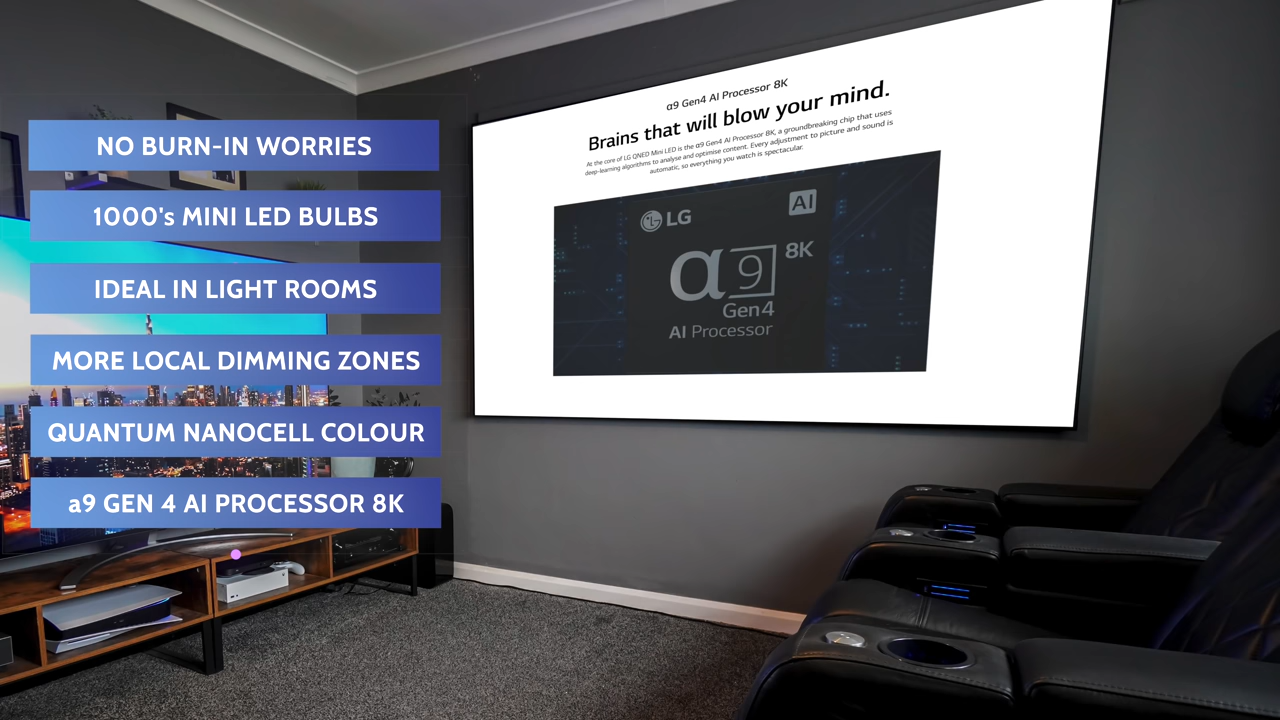 NO BURN-IN WORRIES
1000's MINI LED BULBS
IDEAL IN LIGHT ROOMS
MORE LOCAL DIMMING ZONES
QUANTUM NANOCELL COLOUR
a9 GEN 4 AI PROCESSOR 8K
α9 Gen4 AI Processor 8K
Brains that will blow your mind.
At the core of LG QNED Mini LED is the α9 Gen4 AI Processor 8K, a groundbreaking chip that uses
deep-learning algorithms to analyse and optimise content. Every adjustment to picture and sound is
automatic, so everything you watch is spectacular.
LG
AI
α9 8K
Gen4
AI Processor